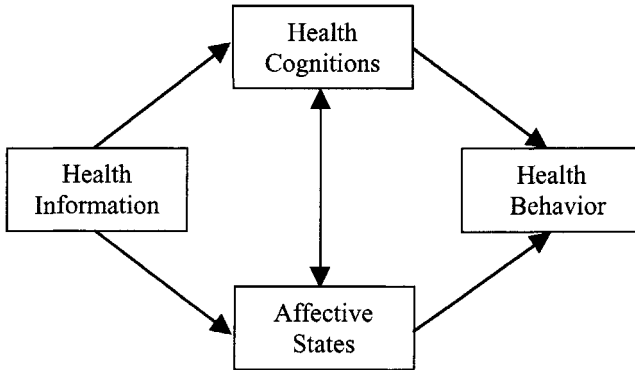 Health
Cognitions
Health
Information
Health
Behavior
Affective
States